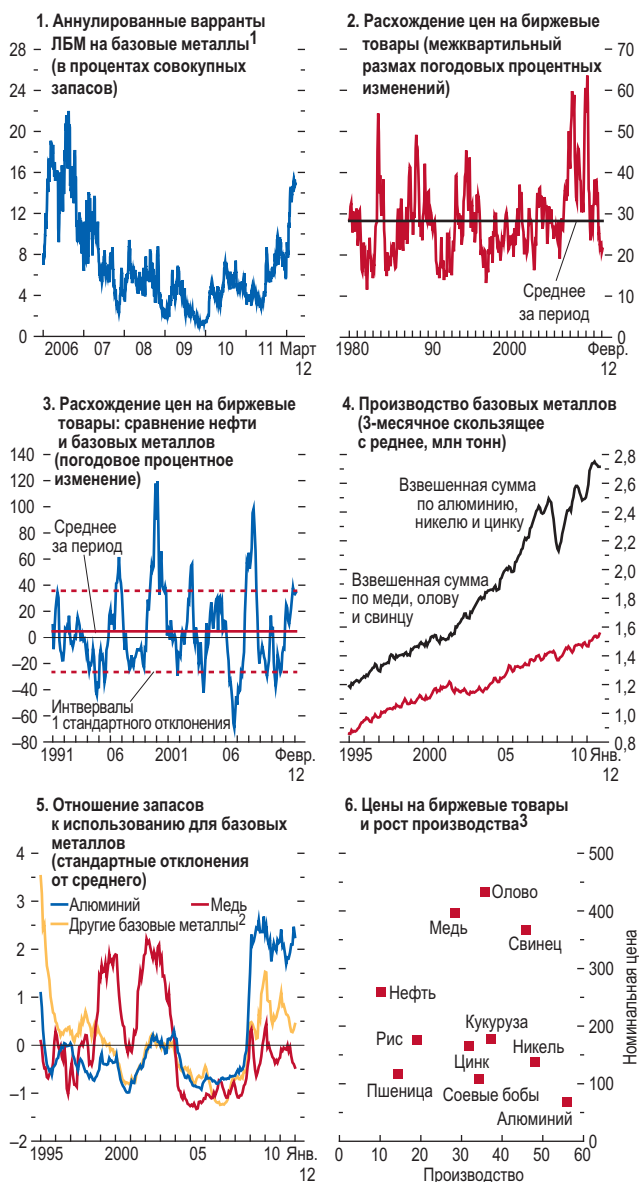 1. Аннулированные варранты
ЛБМ на базовые металлы1
(в процентах совокупных
запасов)
28
24
20
16
12
8
4
0
2006 07 08 09 10 11 Март
12
2. Расхождение цен на биржевые
товары (межквартильный
размах погодовых процентных
изменений)
70
60
50
40
30
20
10
0
Среднее
за период
1980 90 2000 Февр.
12
3. Расхождение цен на биржевые
товары: сравнение нефти
и базовых металлов
(погодовое процентное
изменение)
140
120
100
80
60
40
20
0
–20
–40
–60
–80
Среднее
за период
Интвервалы
1 стандартного отклонения
1991 06 2001 06 Февр.
12
4. Производство базовых металлов
(3-месячное скользящее
с реднее, млн тонн)
2,8
2,6
2,4
2,2
2,0
1,8
1,6
1,4
1,2
1,0
0,8
Взвешенная сумма
по алюминию,
никелю и цинку
Взвешенная сумма
по меди, олову
и свинцу
1995 2000 05 10 Янв.
12
5. Отношение запасов
к использованию для базовых
металлов
(стандартные отклонения
от среднего)
4
3
2
1
0
–1
–2
Алюминий Медь
Другие базовые металлы2
1995 2000 05 10 Янв.
12
6. Цены на биржевые товары
и рост производства3
500
400
300
200
100
0
Номинальная цена
Олово
Медь
Свинец
Нефть
Кукуруза
Рис
Никель
Цинк
Пшеница
Соевые бобы
Алюминий
0 10 20 30 40 50 60
Производство